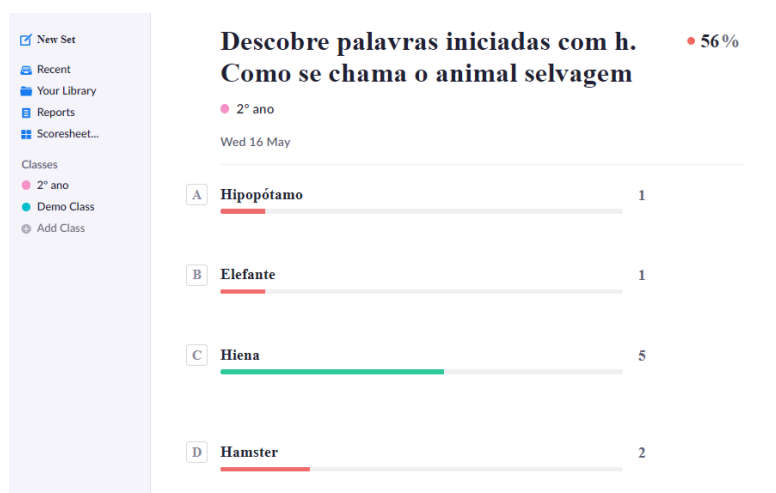 New Set
Recent
Your Library
Reports
Scoresheet...
Classes
2º ano
Demo Class
Add Class
Descobre palavras iniciadas com h.
Como se chama o animal selvagem
56%
2º ano
Wed 16 May
A Hipopótamo 1
B Elefante 1
C Hiena 5
D Hamster 2